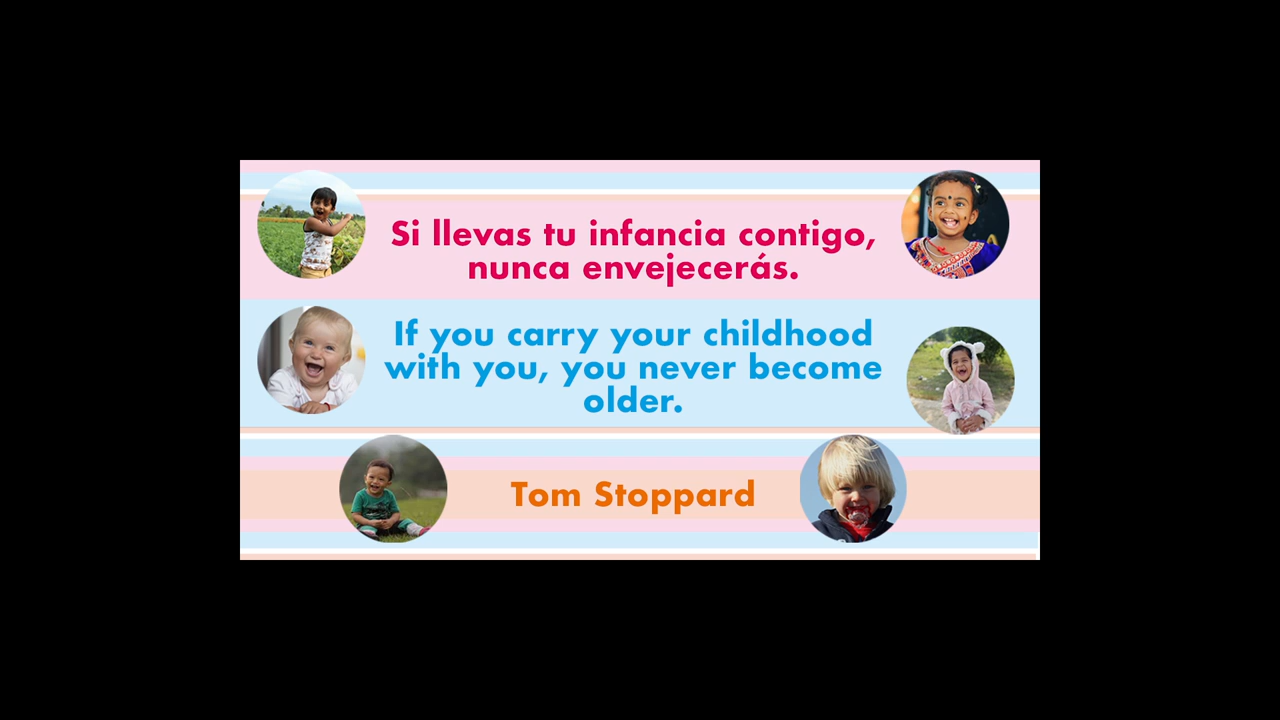 Si llevas tu infancia contigo,
nunca envejecerás.
If you carry your childhood
with you, you never become
older.
Tom Stoppard